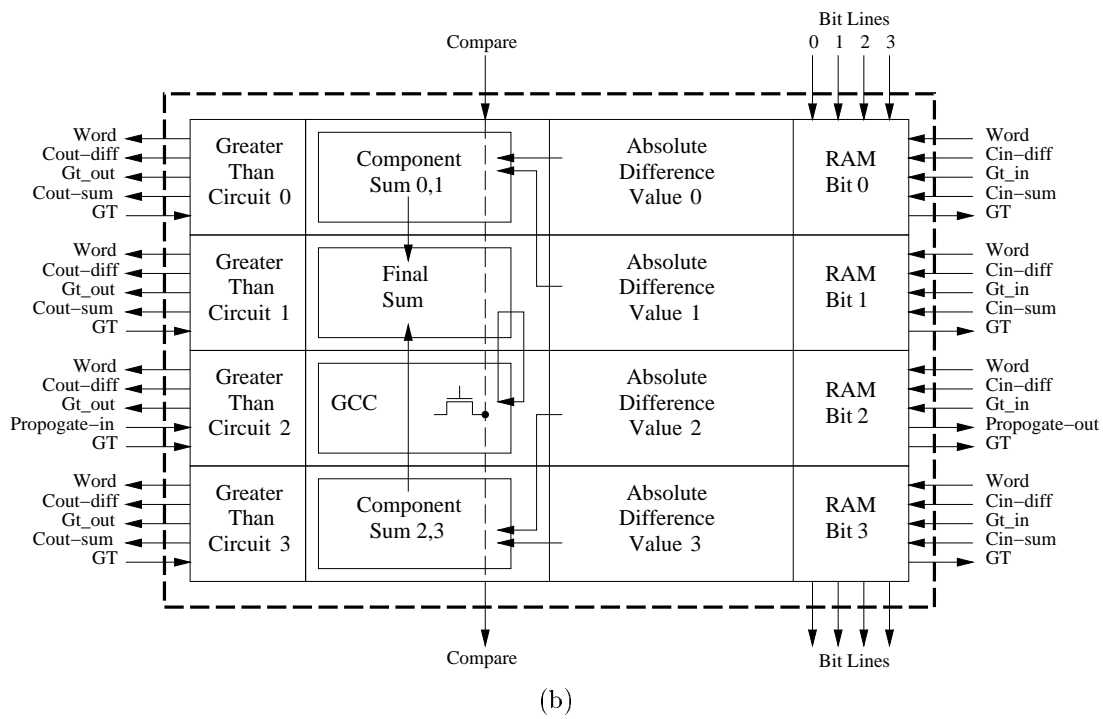 Bit Lines
Compare
0 1 2 3
Word
Cout−diff
Gt_out
Cout−sum
GT
Greater
Than
Circuit 0
Component
Sum 0,1
Absolute
Difference
Value 0
RAM
Bit 0
Word
Cin−diff
Gt_in
Cin−sum
GT
Word
Cout−diff
Gt_out
Cout−sum
GT
Greater
Than
Circuit 1
Final
Sum
Absolute
Difference
Value 1
RAM
Bit 1
Word
Cin−diff
Gt_in
Cin−sum
GT
Word
Cout−diff
Gt_out
Propogate−in
GT
Greater
Than
Circuit 2
GCC
Absolute
Difference
Value 2
RAM
Bit 2
Word
Cin−diff
Gt_in
Propogate−out
GT
Word
Cout−diff
Gt_out
Cout−sum
GT
Greater
Than
Circuit 3
Component
Sum 2,3
Absolute
Difference
Value 3
RAM
Bit 3
Word
Cin−diff
Gt_in
Cin−sum
GT
Compare
Bit Lines
(b)